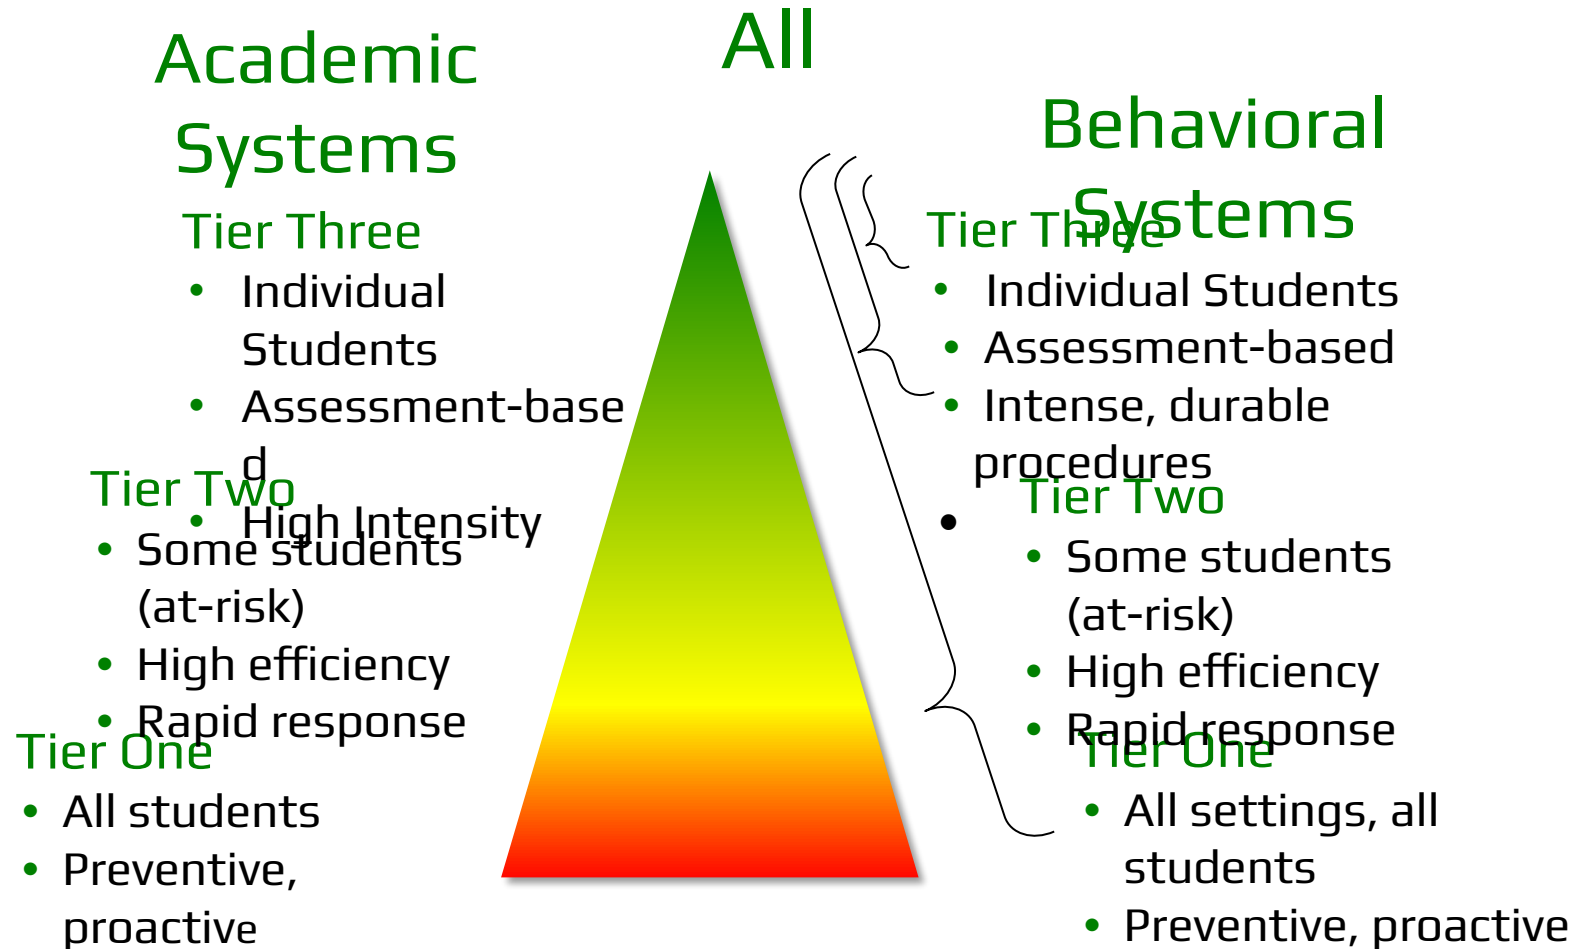 All
Academic
Systems
Tier Three
• Individual
Students
• Assessment-base
d
• High Intensity
Tier Two
• Some students
(at-risk)
• High efficiency
• Rapid response
Tier One
• All students
• Preventive,
proactive
Behavioral
Systems
Tier Three
• Individual Students
• Assessment-based
• Intense, durable
procedures
•
Tier Two
• Some students
(at-risk)
• High efficiency
• Rapid response
Tier One
• All settings, all
students
• Preventive, proactive